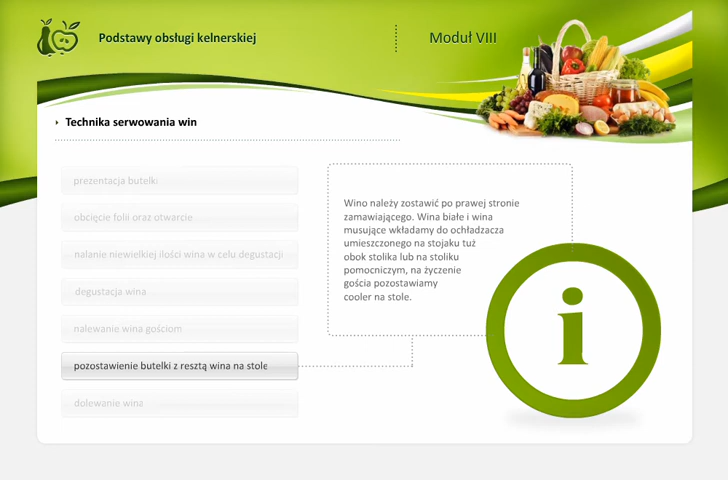 Podstawy obsługi kelnerskiej
Moduł VIII
Technika serwowania win
prezentacja butelki
obcięcie folii oraz otwarcie
nalanie niewielkiej ilości wina w celu degustacji
degustacja wina
nalewanie wina gościom
pozostawienie butelki z resztą wina na stole
dolewanie wina
Wino należy zostawić po prawej stronie
zamawiającego. Wina białe i wina
musujące wkładamy do ochładzacza
umieszczonego na stojaku tuż
obok stolika lub na stoliku
pomocniczym, na życzenie
gościa pozostawiamy
cooler na stole.
i